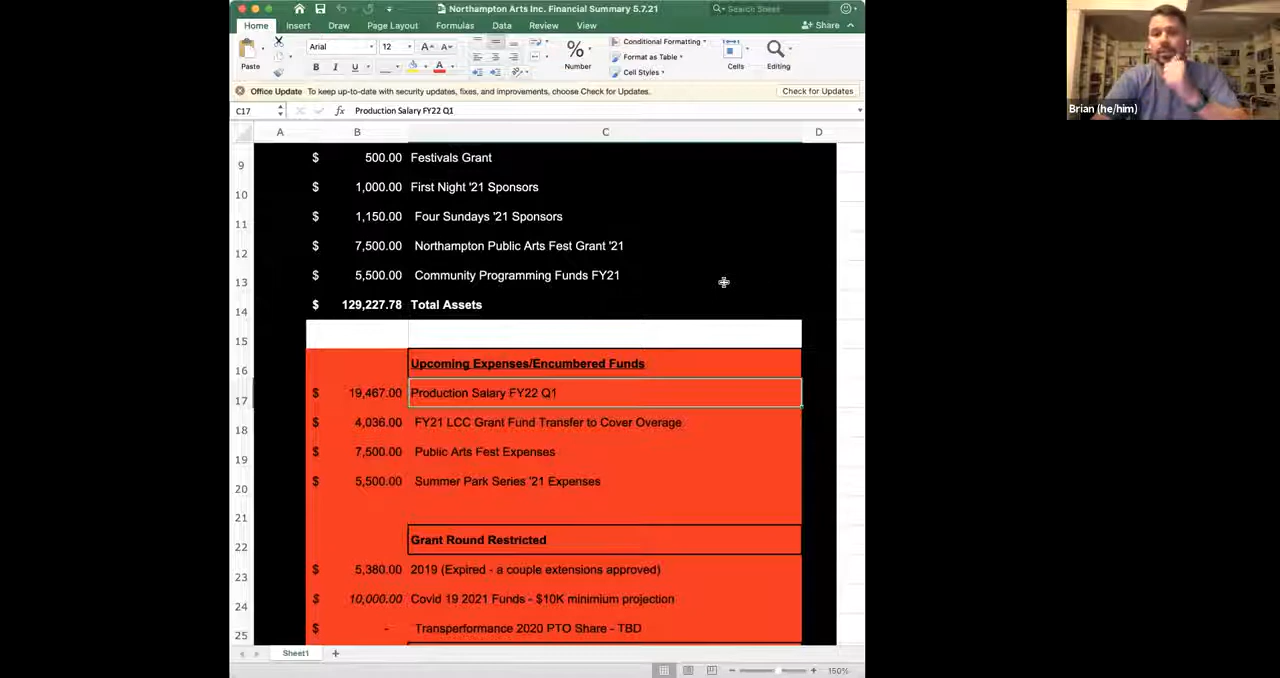 Northampton Arts Inc. Financial Summary 5.7.21
Search Sheet
Home Insert Draw Page Layout Formulas Data Review View Share
Arial 12 A A Conditional Formatting
Format as Table
Paste B I U A % Number Cell Styles Cells Editing
Office Update To keep up-to-date with security updates, fixes, and improvements, choose Check for Updates. Check for Updates
C17 fx Production Salary FY22 Q1
A B C D
9 $ 500.00 Festivals Grant
10 $ 1,000.00 First Night '21 Sponsors
11 $ 1,150.00 Four Sundays '21 Sponsors
12 $ 7,500.00 Northampton Public Arts Fest Grant '21
13 $ 5,500.00 Community Programming Funds FY21
14 $ 129,227.78 Total Assets
15
16 Upcoming Expenses/Encumbered Funds
17 $ 19,467.00 Production Salary FY22 Q1
18 $ 4,036.00 FY21 LCC Grant Fund Transfer to Cover Overage
19 $ 7,500.00 Public Arts Fest Expenses
20 $ 5,500.00 Summer Park Series '21 Expenses
21
22 Grant Round Restricted
23 $ 5,380.00 2019 (Expired - a couple extensions approved)
24 $ 10,000.00 Covid 19 2021 Funds - $10K minimum projection
25 $ - Transperformance 2020 PTO Share - TBD
Sheet1 +
150%
Brian (he/him)